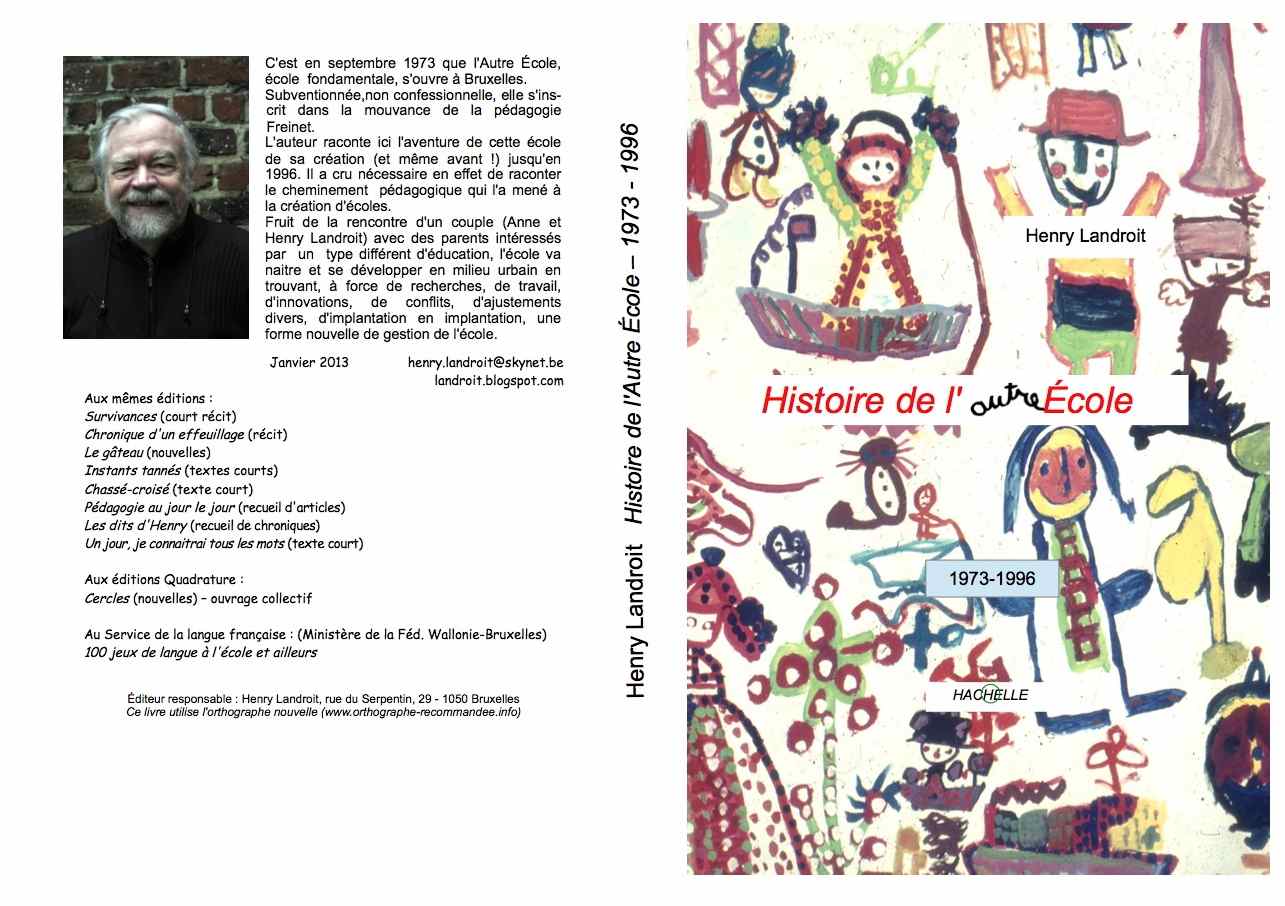 C'est en septembre 1973 que l'Autre École,
école fondamentale, s'ouvre à Bruxelles.
Subventionnée,non confessionnelle, elle s'ins-
crit dans la mouvance de la pédagogie
Freinet.
L'auteur raconte ici l'aventure de cette école
de sa création (et même avant !) jusqu'en
1996. Il a cru nécessaire en effet de raconter
le cheminement pédagogique qui l'a mené à
la création d'écoles.
Fruit de la rencontre d'un couple (Anne et
Henry Landroit) avec des parents intéressés
par un type différent d'éducation, l'école va
naitre et se développer en milieu urbain en
trouvant, à force de recherches, de travail,
d'innovations, de conflits, d'ajustements
divers, d'implantation en implantation, une
forme nouvelle de gestion de l'école.
Janvier 2013 henry.landroit@skynet.be
landroit.blogspot.com
Aux mêmes éditions :
Survivances (court récit)
Chronique d'un effeuillage (récit)
Le gâteau (nouvelles)
Instants tannés (textes courts)
Chassé-croisé (texte court)
Pédagogie au jour le jour (recueil d'articles)
Les dits d'Henry (recueil de chroniques)
Un jour, je connaitrai tous les mots (texte court)
Aux éditions Quadrature :
Cercles (nouvelles) – ouvrage collectif
Au Service de la langue française : (Ministère de la Féd. Wallonie-Bruxelles)
100 jeux de langue à l'école et ailleurs
Éditeur responsable : Henry Landroit, rue du Serpentin, 29 - 1050 Bruxelles
Ce livre utilise l'orthographe nouvelle (www.orthographe-recommandee.info)
Henry Landroit Histoire de l'Autre École – 1973 - 1996
Henry Landroit
Histoire de l' autre École
1973-1996
HACHELLE